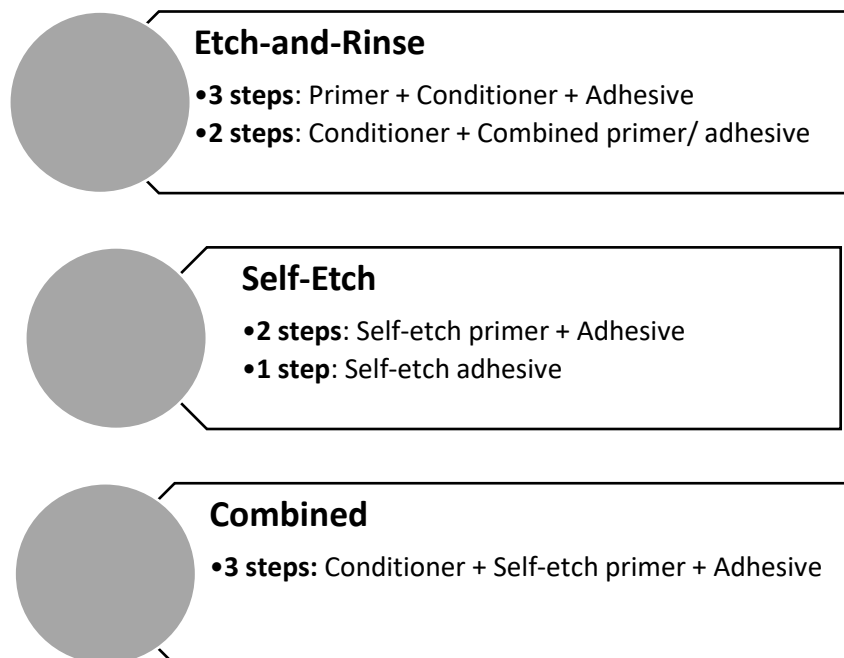 Etch-and-Rinse
•3 steps: Primer + Conditioner + Adhesive
•2 steps: Conditioner + Combined primer/ adhesive
Self-Etch
•2 steps: Self-etch primer + Adhesive
•1 step: Self-etch adhesive
Combined
•3 steps: Conditioner + Self-etch primer + Adhesive